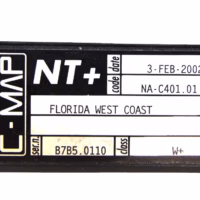 C-MAP
NT+
code date
3-FEB-2002
NA-C401.01
FLORIDA WEST COAST
ser.n.
B7B5.0110
class
W+